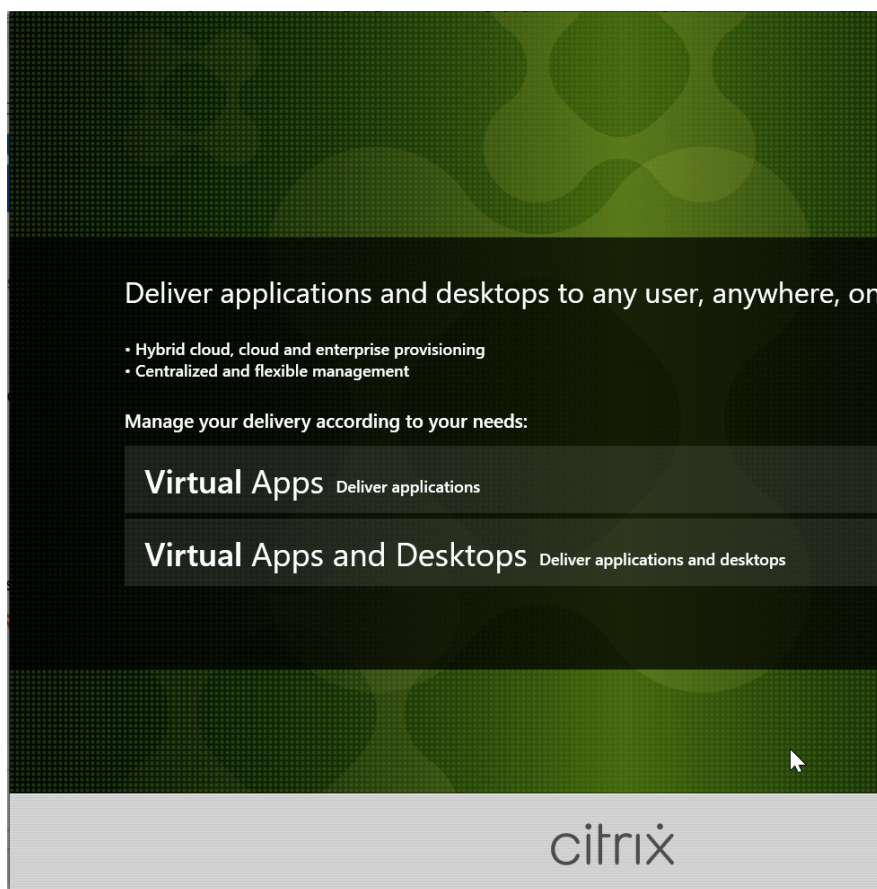 Deliver applications and desktops to any user, anywhere, on
• Hybrid cloud, cloud and enterprise provisioning
• Centralized and flexible management
Manage your delivery according to your needs:
Virtual Apps Deliver applications
Virtual Apps and Desktops Deliver applications and desktops
citrix